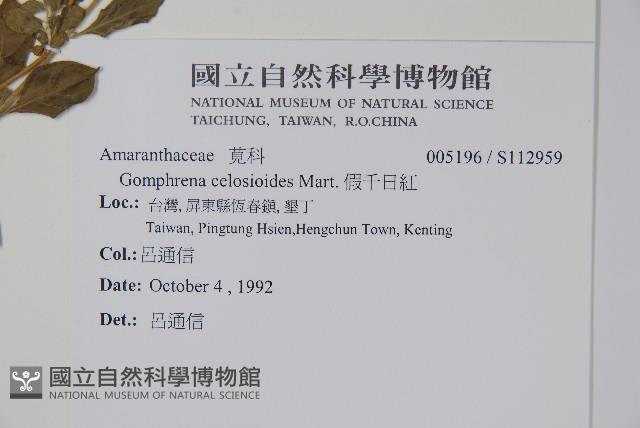 國立自然科學博物館
NATIONAL MUSEUM OF NATURAL SCIENCE
TAICHUNG, TAIWAN, R.O.CHINA
Amaranthaceae 莧科 005196 / S112959
Gomphrena celosioides Mart. 假千日紅
Loc.: 台灣, 屏東縣恆春鎮, 墾丁
Taiwan, Pingtung Hsien,Hengchun Town, Kenting
Col.: 呂通信
Date: October 4 , 1992
Det.: 呂通信
國立自然科學博物館
NATIONAL MUSEUM OF NATURAL SCIENCE